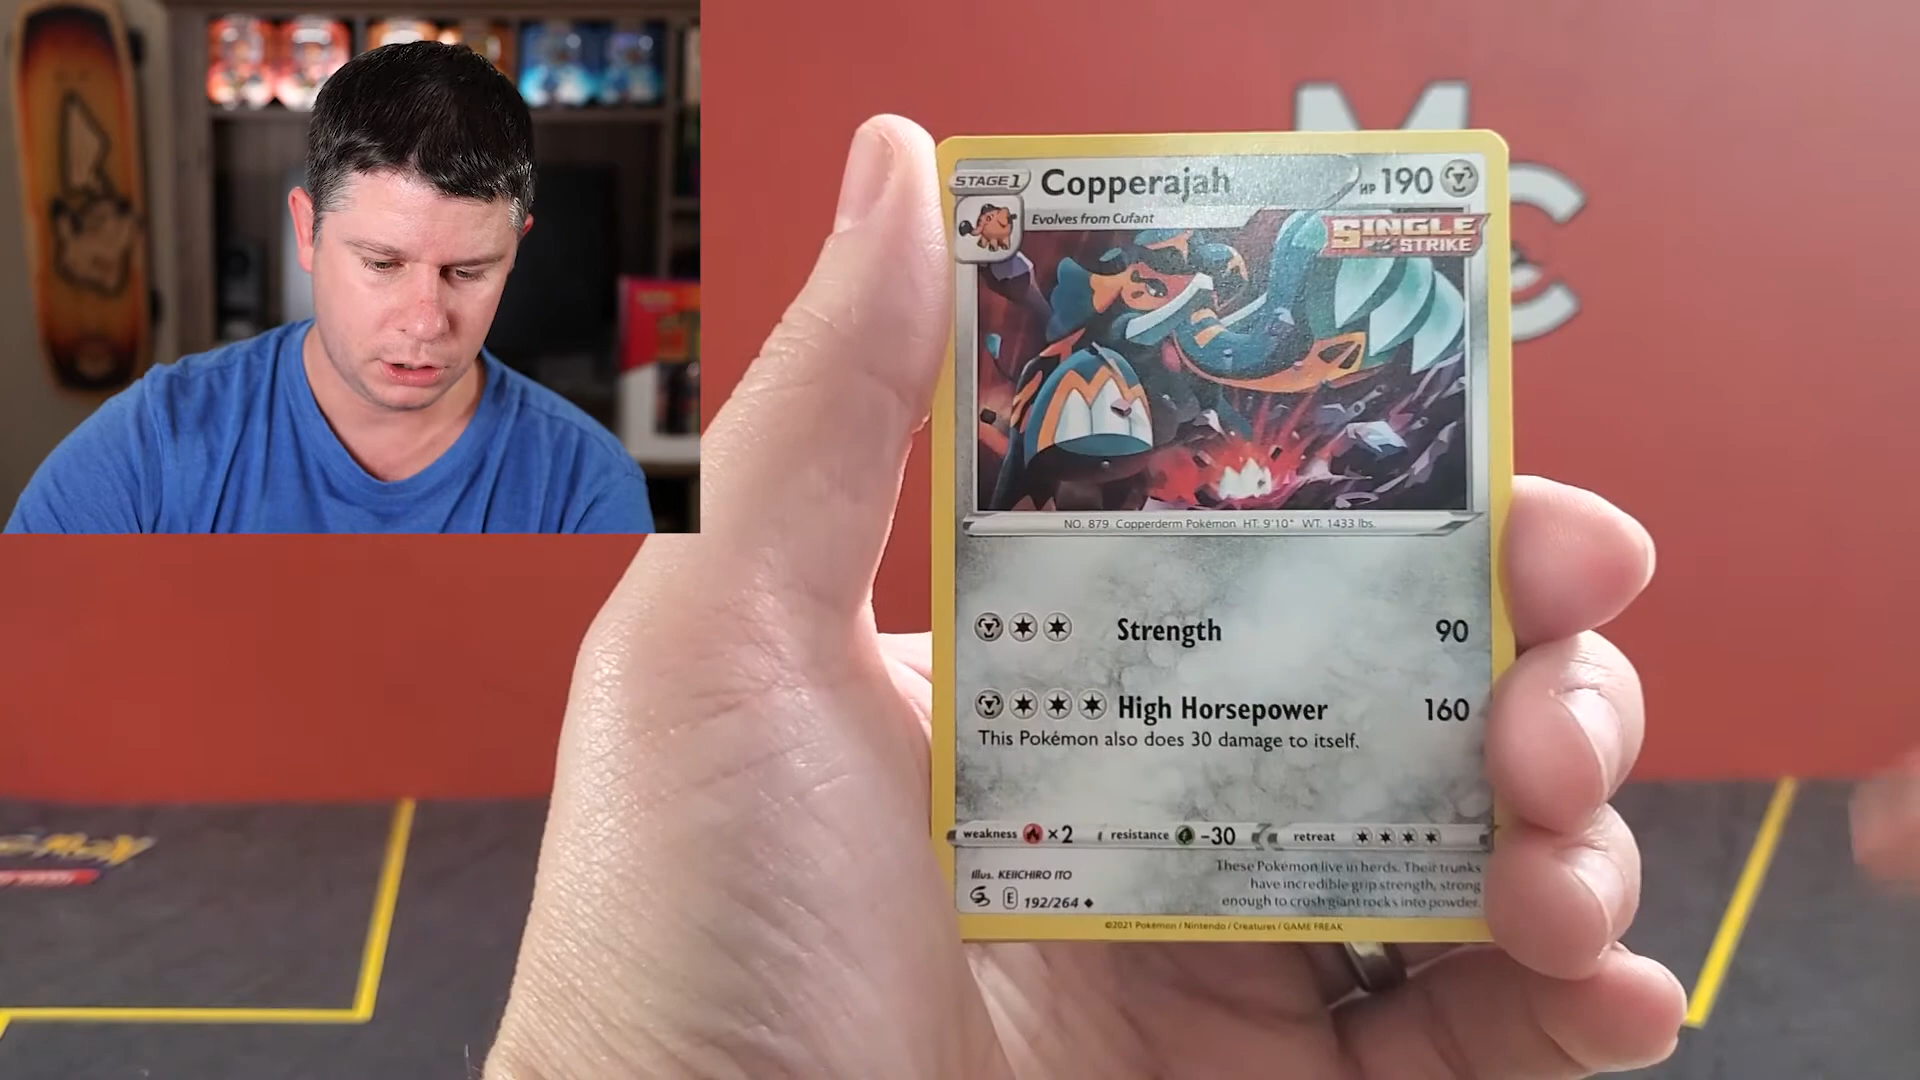 M
C
STAGE 1 Copperajah HP 190
Evolves from Cufant
SINGLE
STRIKE
NO. 879 Copperderm Pokémon HT: 9'10" WT: 1433 lbs.
Strength 90
High Horsepower 160
This Pokémon also does 30 damage to itself.
weakness ×2 resistance -30 retreat
Illus. KEIICHIRO ITO
E 192/264
These Pokémon live in herds. Their trunks
have incredible grip strength, strong
enough to crush giant rocks into powder.
©2021 Pokémon / Nintendo / Creatures / GAME FREAK